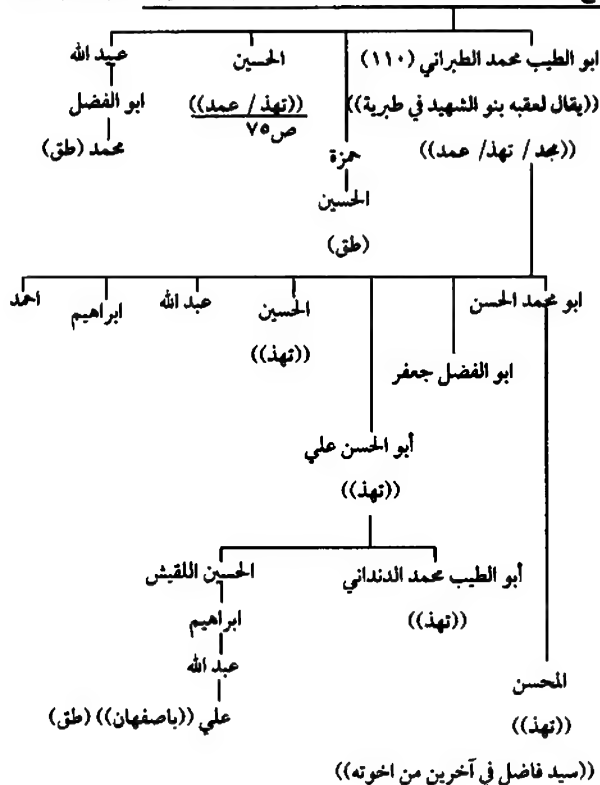 ابو الطيب محمد الطبراني (١١٠)
((يقال لعقبه بنو الشهيد في طبرية))
((مجد / تهذ/ عمد))
الحسين
((تهذ / عمد))
ص٧٥
حمزة
الحسين
(طق)
عبيد الله
ابو الفضل
محمد (طق)
ابو محمد الحسن
ابو الفضل جعفر
الحسين
((تهذ))
عبد الله
ابراهيم
احمد
أبو الحسن علي
((تهذ))
أبو الطيب محمد الدنداني
((تهذ))
الحسين اللقيش
ابراهيم
عبد الله
علي ((باصفهان)) (طق)
المحسن
((تهذ))
((سيد فاضل في آخرين من اخوته))